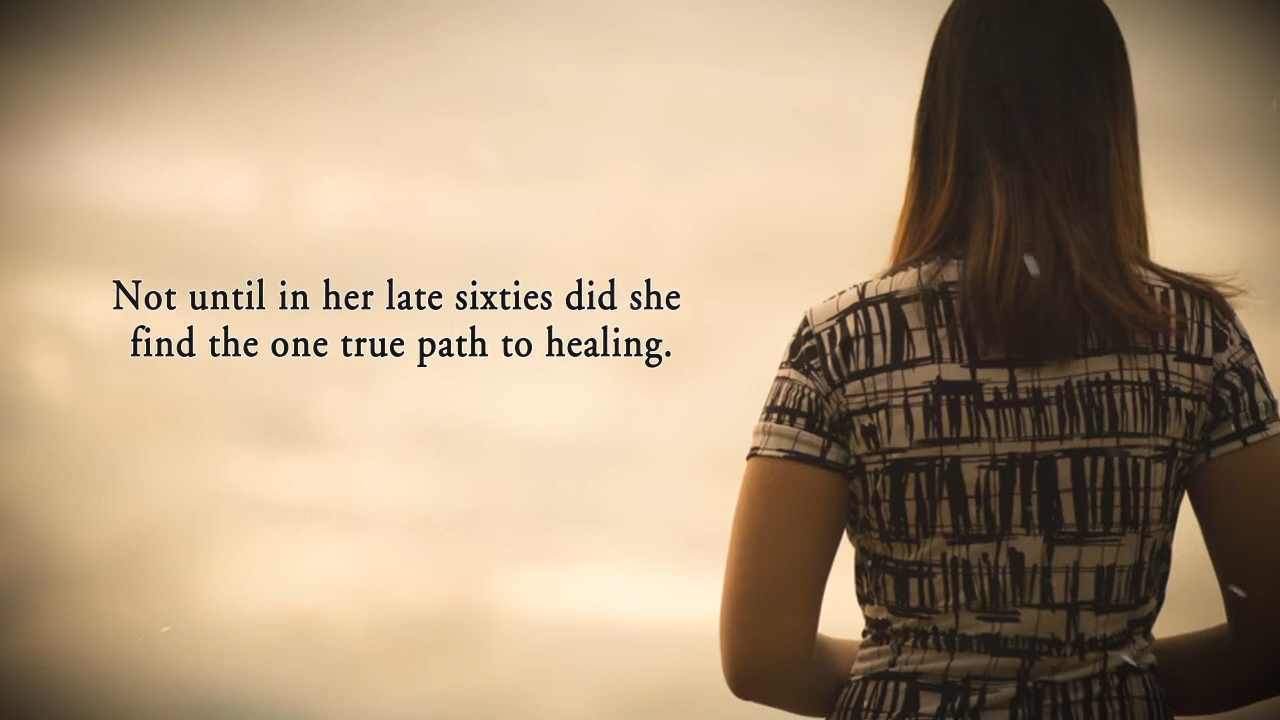 Not until in her late sixties did she
find the one true path to healing.